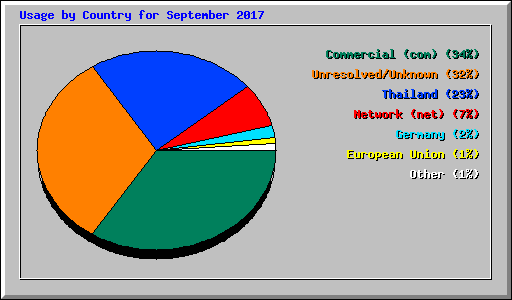 Usage by Country for September 2017
Commercial (com) (34%)
Unresolved/Unknown (32%)
Thailand (23%)
Network (net) (7%)
Germany (2%)
European Union (1%)
Other (1%)